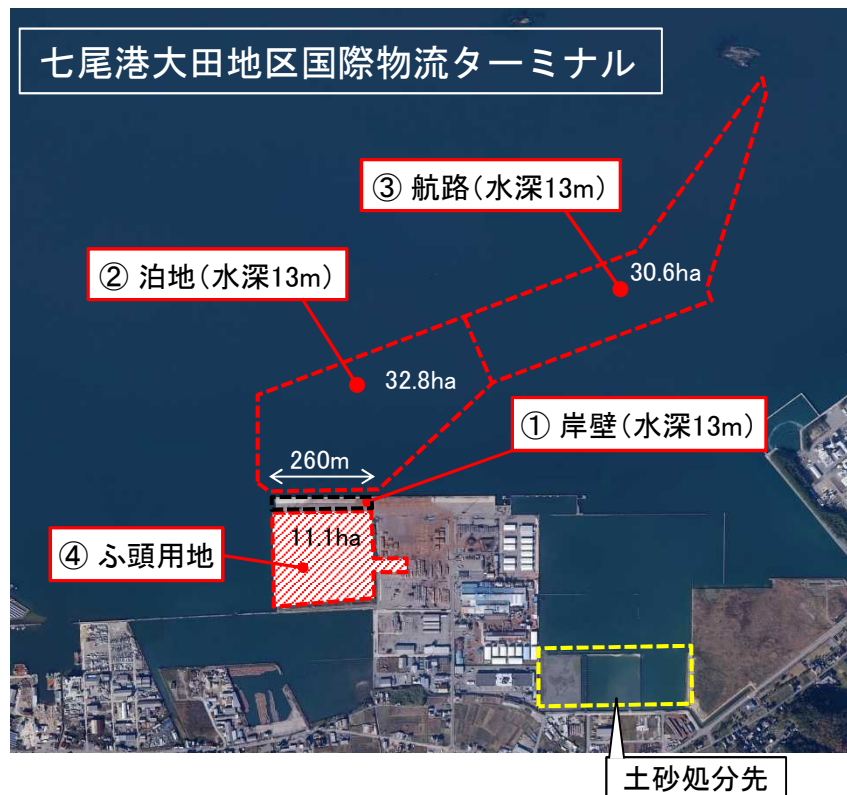 七尾港大田地区国際物流ターミナル
③ 航路(水深13m)
30.6ha
② 泊地(水深13m)
32.8ha
① 岸壁(水深13m)
260m
11.1ha
④ ふ頭用地
土砂処分先